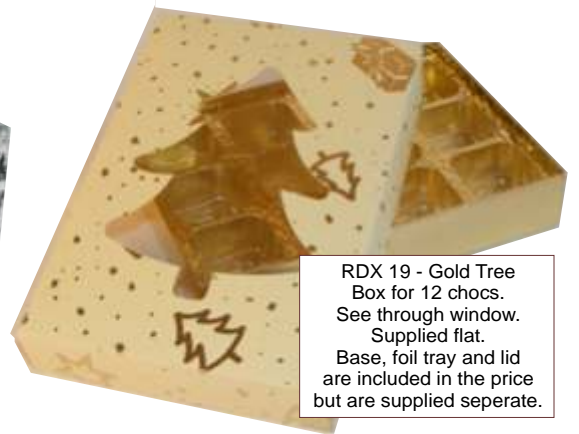 RDX 19 - Gold Tree
Box for 12 chocs.
See through window.
Supplied flat.
Base, foil tray and lid
are included in the price
but are supplied seperate.